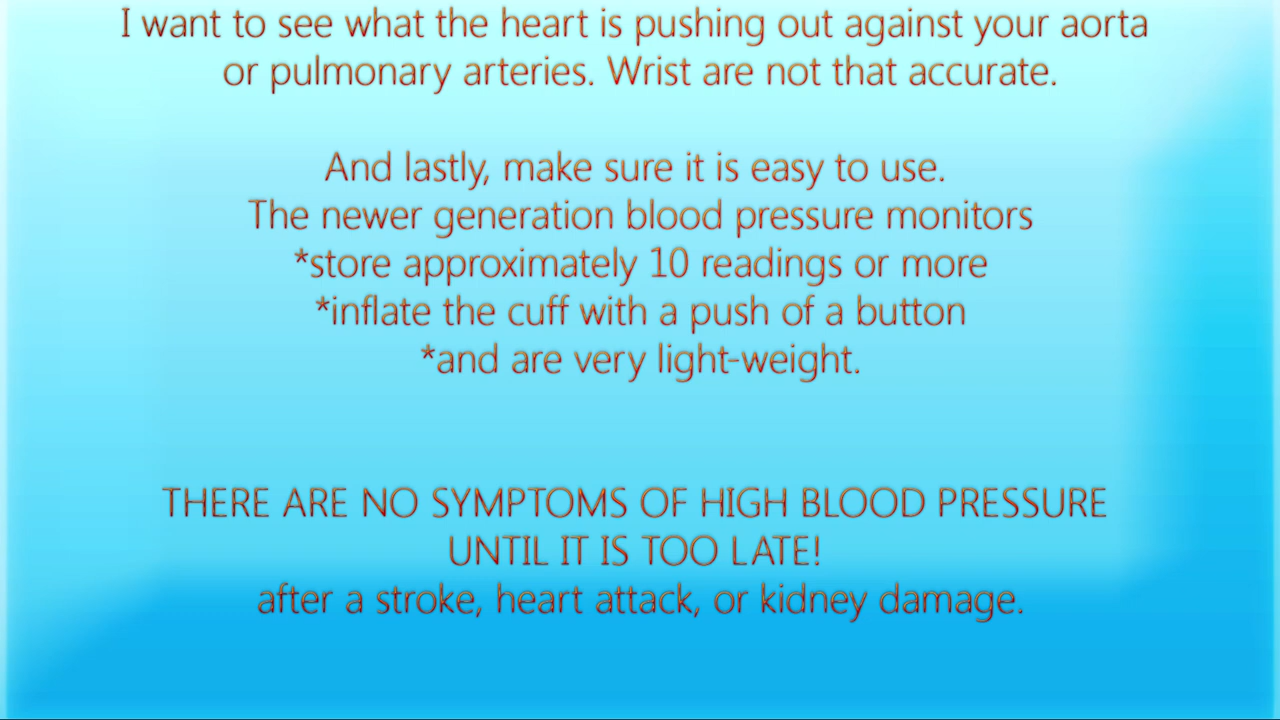 I want to see what the heart is pushing out against your aorta
or pulmonary arteries. Wrist are not that accurate.
And lastly, make sure it is easy to use.
The newer generation blood pressure monitors
*store approximately 10 readings or more
*inflate the cuff with a push of a button
*and are very light-weight.
THERE ARE NO SYMPTOMS OF HIGH BLOOD PRESSURE
UNTIL IT IS TOO LATE!
after a stroke, heart attack, or kidney damage.